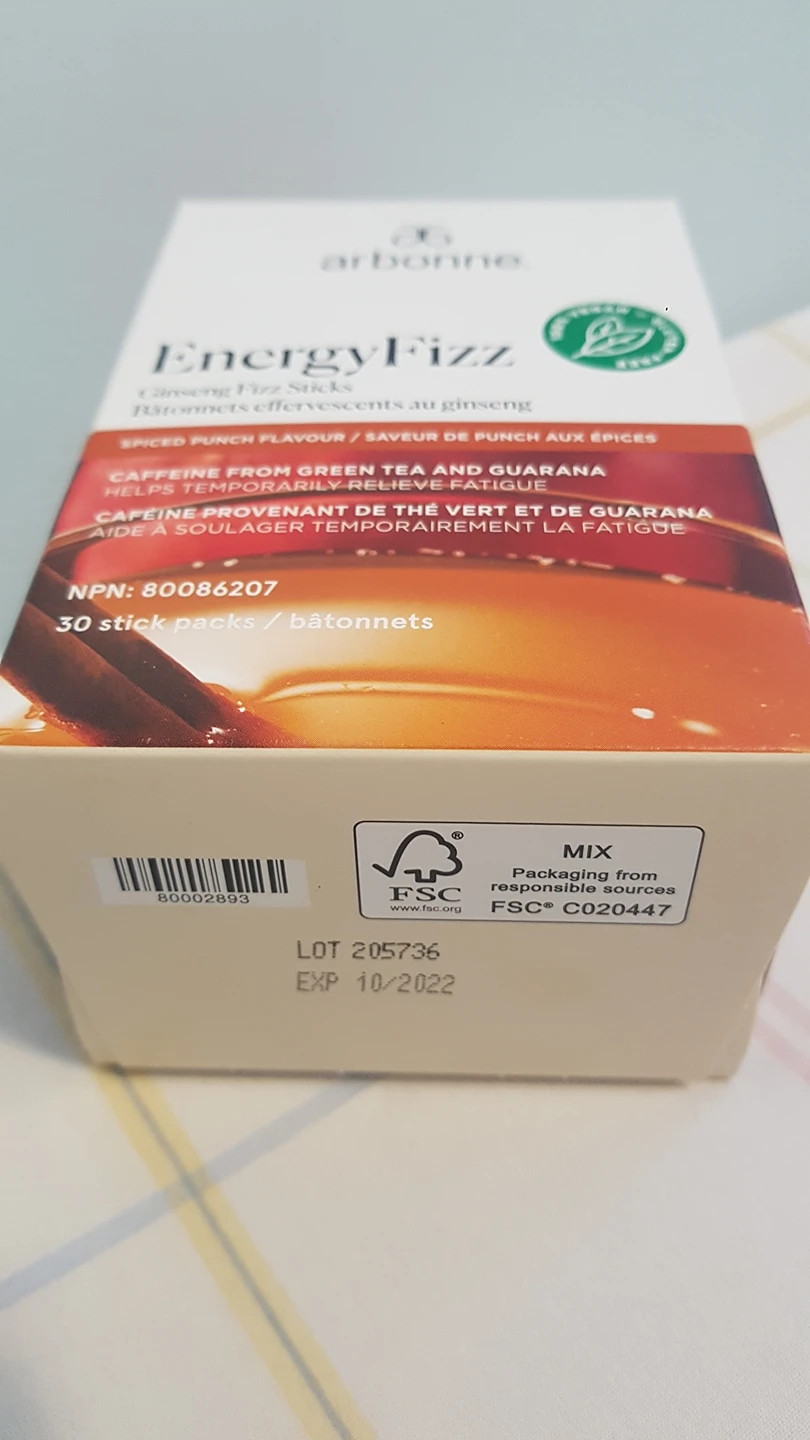 arbonne
EnergyFizz
Ginseng Fizz Sticks
Bâtonnets effervescents au ginseng
SPICED PUNCH FLAVOUR / SAVEUR DE PUNCH AUX ÉPICES
CAFFEINE FROM GREEN TEA AND GUARANA
HELPS TEMPORARILY RELIEVE FATIGUE
CAFÉINE PROVENANT DE THÉ VERT ET DE GUARANA
AIDE À SOULAGER TEMPORAIREMENT LA FATIGUE
NPN: 80086207
30 stick packs / bâtonnets
80002893
FSC®
www.fsc.org
MIX
Packaging from
responsible sources
FSC® C020447
LOT 205736
EXP 10/2022